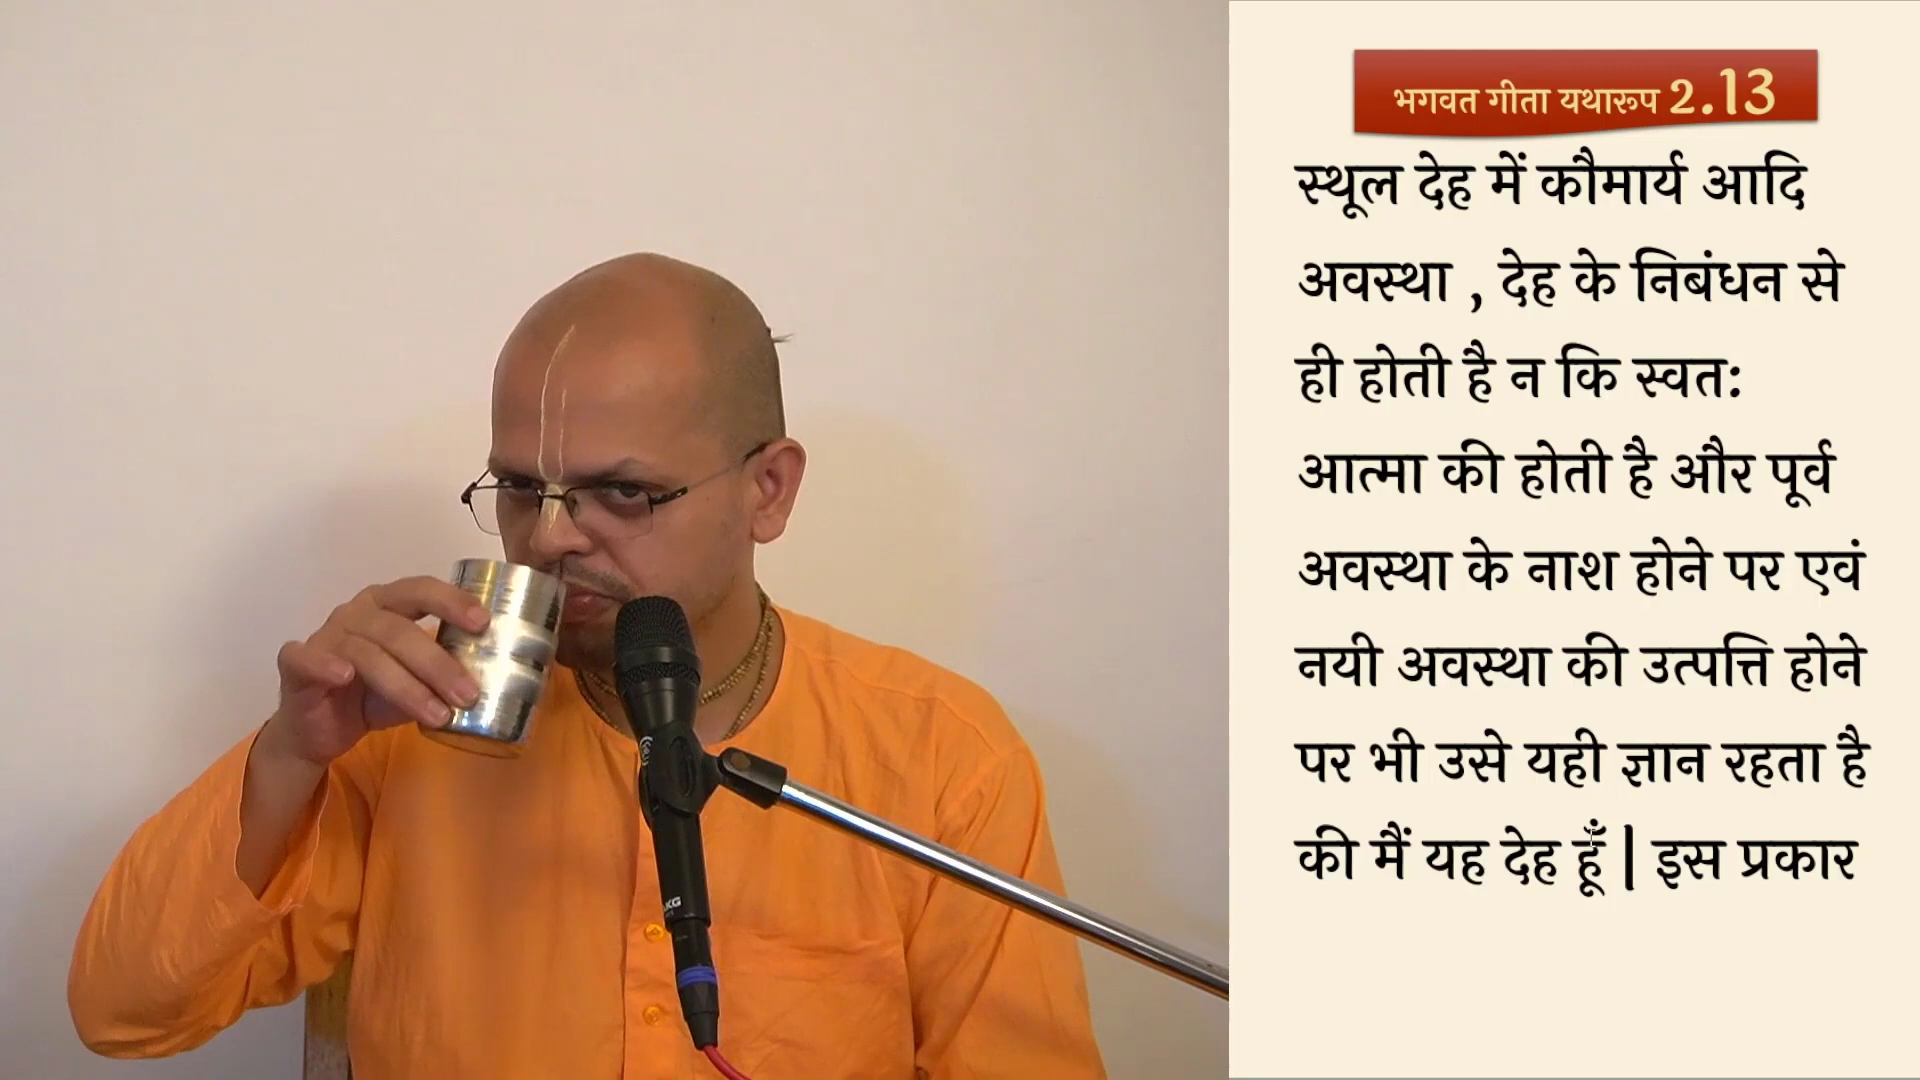 भगवत गीता यथारूप 2.13
स्थूल देह में कौमार्य आदि
अवस्था , देह के निबंधन से
ही होती है न कि स्वत:
आत्मा की होती है और पूर्व
अवस्था के नाश होने पर एवं
नयी अवस्था की उत्पत्ति होने
पर भी उसे यही ज्ञान रहता है
की मैं यह देह हूँ | इस प्रकार
AKG